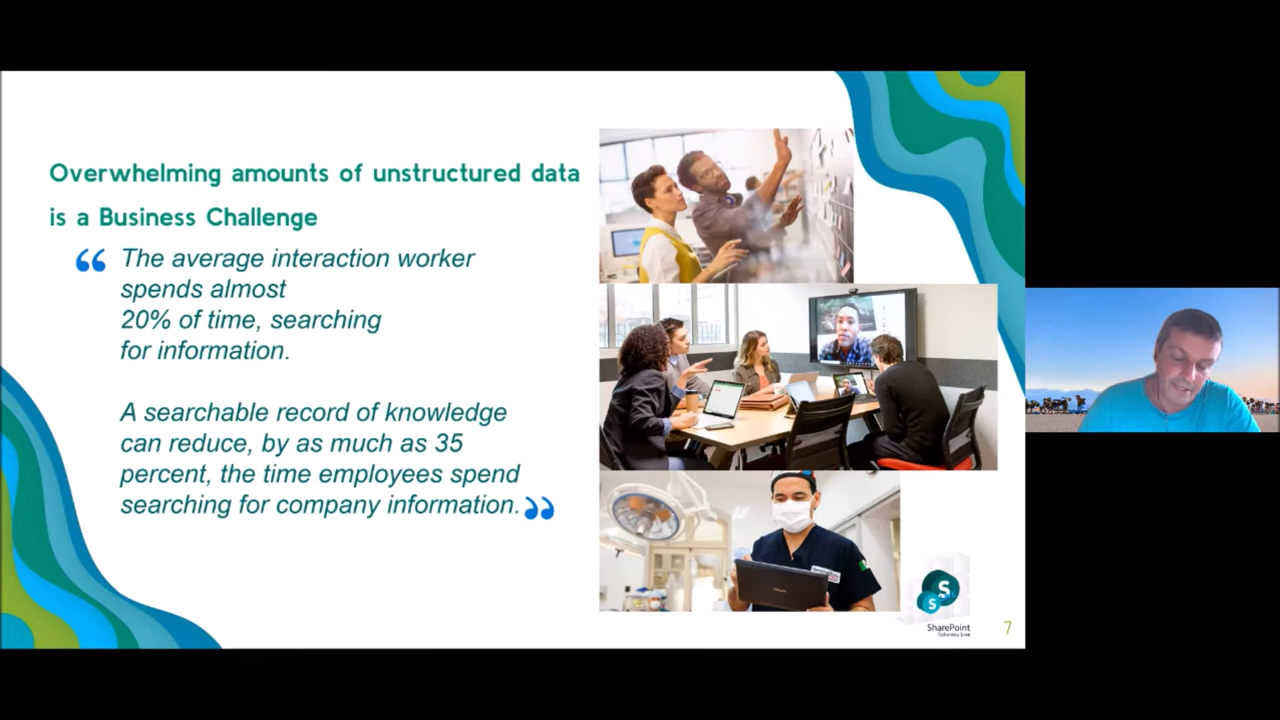 Overwhelming amounts of unstructured data
is a Business Challenge
“ The average interaction worker
spends almost
20% of time, searching
for information.
A searchable record of knowledge
can reduce, by as much as 35
percent, the time employees spend
searching for company information. ”
S
S
SharePoint
Saturday Live
7